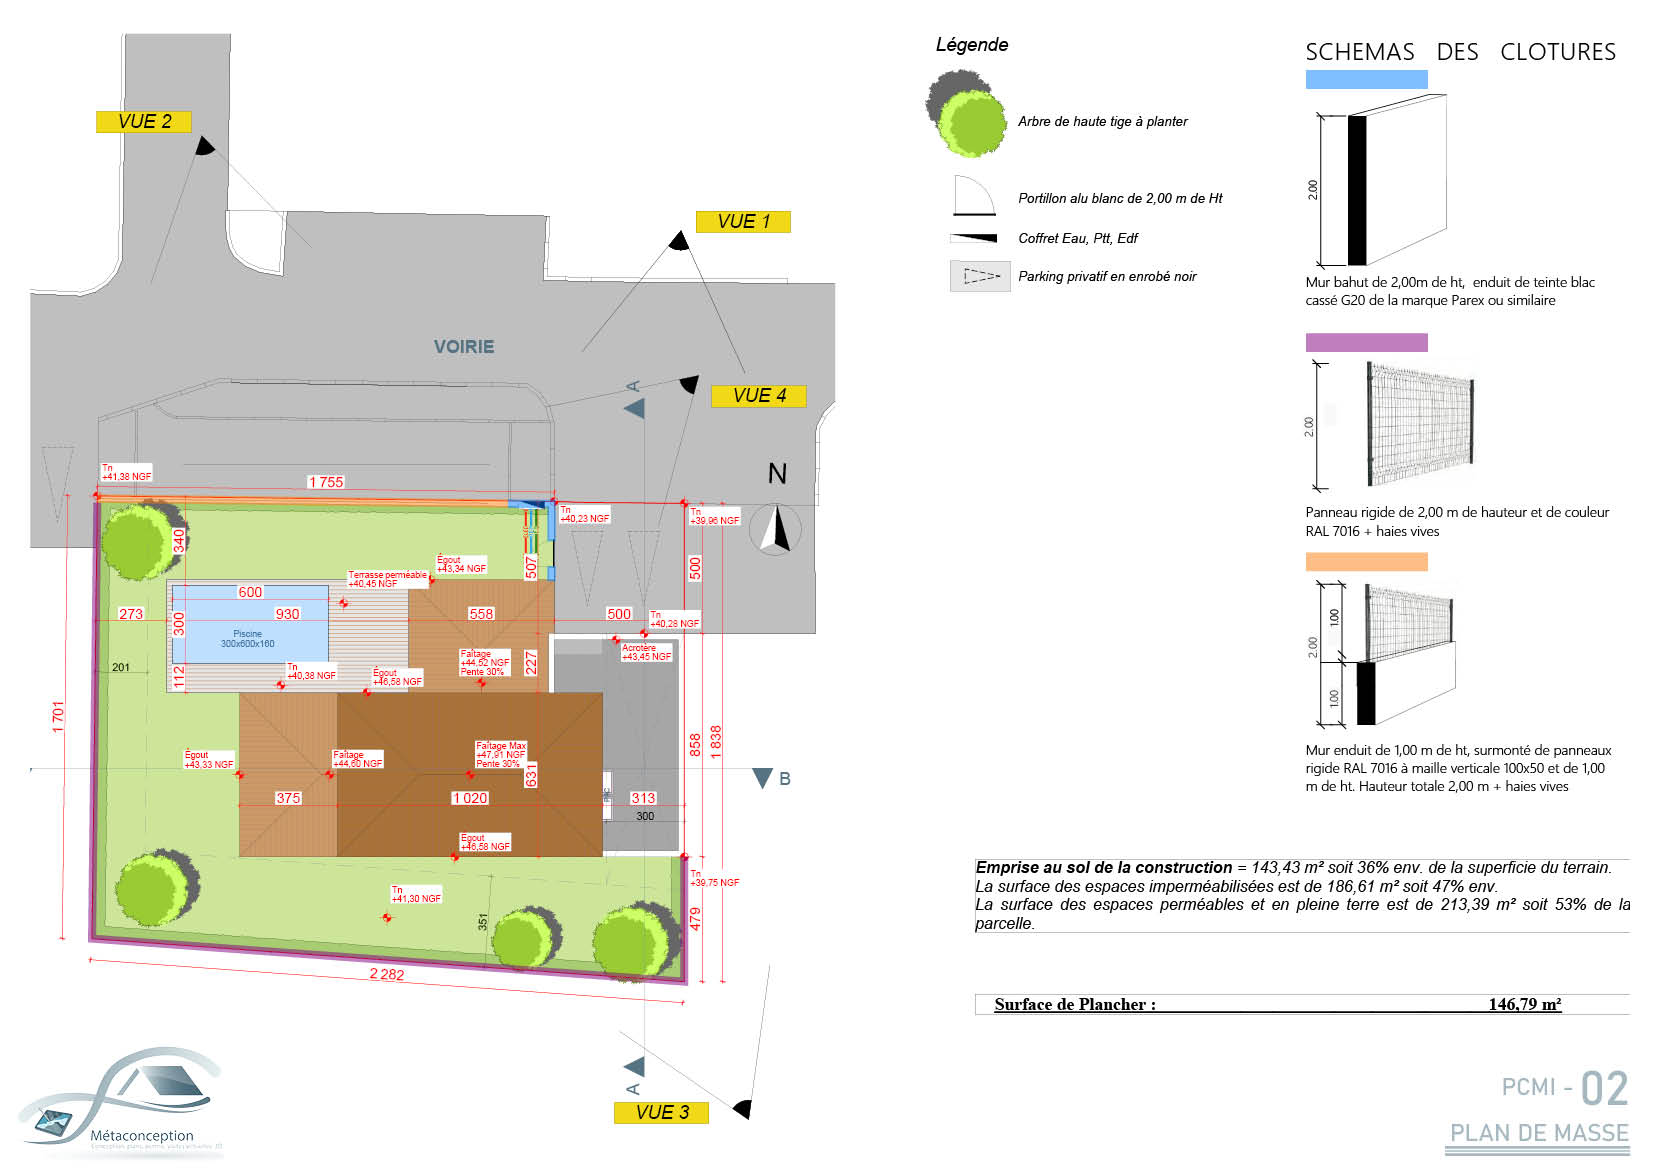 Légende
SCHEMAS DES CLOTURES
VUE 2
Arbre de haute tige à planter
2.00
Portillon alu blanc de 2,00 m de Ht
VUE 1
Coffret Eau, Ptt, Edf
Parking privatif en enrobé noir
Mur bahut de 2,00m de ht, enduit de teinte blac
cassé G20 de la marque Parex ou similaire
VOIRIE
A
VUE 4
2.00
Panneau rigide de 2,00 m de hauteur et de couleur
RAL 7016 + haies vives
N
Tn
+41,38 NGF
1 755
Tn
+40,23 NGF
Tn
+39,96 NGF
340
507
500
Égout
+43,34 NGF
Terrasse perméable
+40,45 NGF
600
273
300
930
558
500
Tn
+40,28 NGF
Piscine
300x600x160
201
112
Tn
+40,38 NGF
Égout
+46,58 NGF
Faîtage
+44,52 NGF
Pente 30%
227
Acrotère
+43,45 NGF
1.00
2.00
1.00
1 701
858
1 838
Égout
+43,33 NGF
Faîtage
+44,60 NGF
Faîtage Max
+47,91 NGF
Pente 30%
631
B
375
1 020
PAC
313
300
Mur enduit de 1,00 m de ht, surmonté de panneaux
rigide RAL 7016 à maille verticale 100x50 et de 1,00
m de ht. Hauteur totale 2,00 m + haies vives
Égout
+46,58 NGF
Tn
+39,75 NGF
Tn
+41,30 NGF
351
479
2 282
Emprise au sol de la construction = 143,43 m² soit 36% env. de la superficie du terrain.
La surface des espaces imperméabilisées est de 186,61 m² soit 47% env.
La surface des espaces perméables et en pleine terre est de 213,39 m² soit 53% de la
parcelle.
Surface de Plancher : 146,79 m²
A
VUE 3
Métaconception
PCMI - 02
PLAN DE MASSE